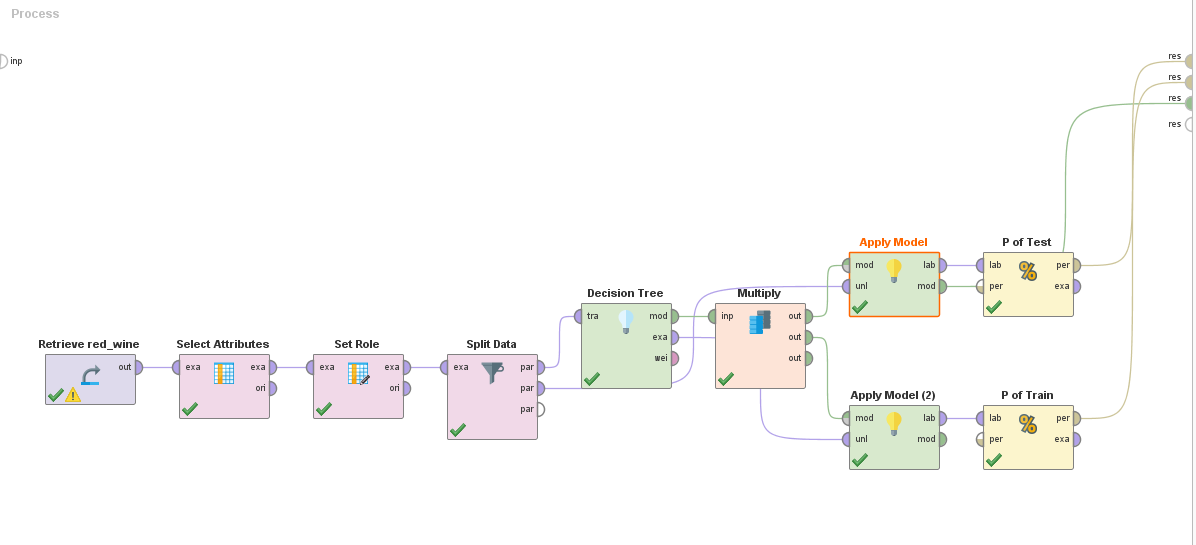 Process
inp
res
res
res
res
Retrieve red_wine
out
Select Attributes
exa exa
ori
Set Role
exa exa
ori
Split Data
exa par
par
par
Decision Tree
tra mod
exa
wei
Multiply
inp out
out
out
Apply Model
mod lab
unl mod
P of Test
lab per
per exa
Apply Model (2)
mod lab
unl mod
P of Train
lab per
per exa